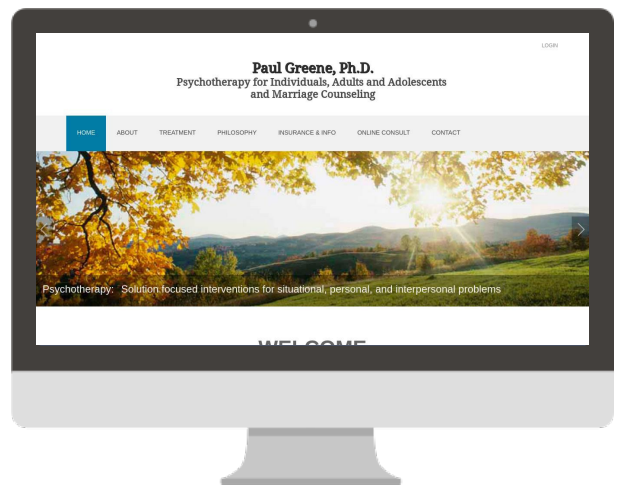 LOGIN
Paul Greene, Ph.D.
Psychotherapy for Individuals, Adults and Adolescents
and Marriage Counseling
HOME ABOUT TREATMENT PHILOSOPHY INSURANCE & INFO ONLINE CONSULT CONTACT
Psychotherapy: Solution focused interventions for situational, personal, and interpersonal problems
WELCOME